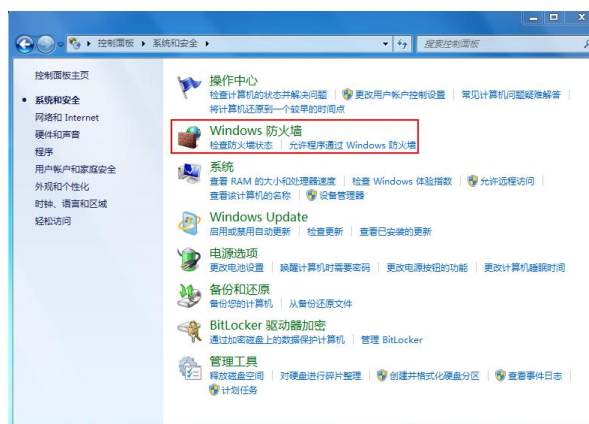 控制面板 系统和安全
搜索控制面板
控制面板主页
系统和安全
网络和 Internet
硬件和声音
程序
用户帐户和家庭安全
外观和个性化
时钟、语言和区域
轻松访问
操作中心
检查计算机的状态并解决问题 更改用户帐户控制设置 常见计算机问题疑难解答
将计算机还原到一个较早的时间点
Windows 防火墙
检查防火墙状态 允许程序通过 Windows 防火墙
系统
查看 RAM 的大小和处理器速度 检查 Windows 体验指数 允许远程访问
查看该计算机的名称 设备管理器
Windows Update
启用或禁用自动更新 检查更新 查看已安装的更新
电源选项
更改电池设置 唤醒计算机时需要密码 更改电源按钮的功能 更改计算机睡眠时间
备份和还原
备份您的计算机 从备份还原文件
BitLocker 驱动器加密
通过加密磁盘上的数据保护计算机 管理 BitLocker
管理工具
释放磁盘空间 对硬盘进行碎片整理 创建并格式化硬盘分区 查看事件日志
计划任务